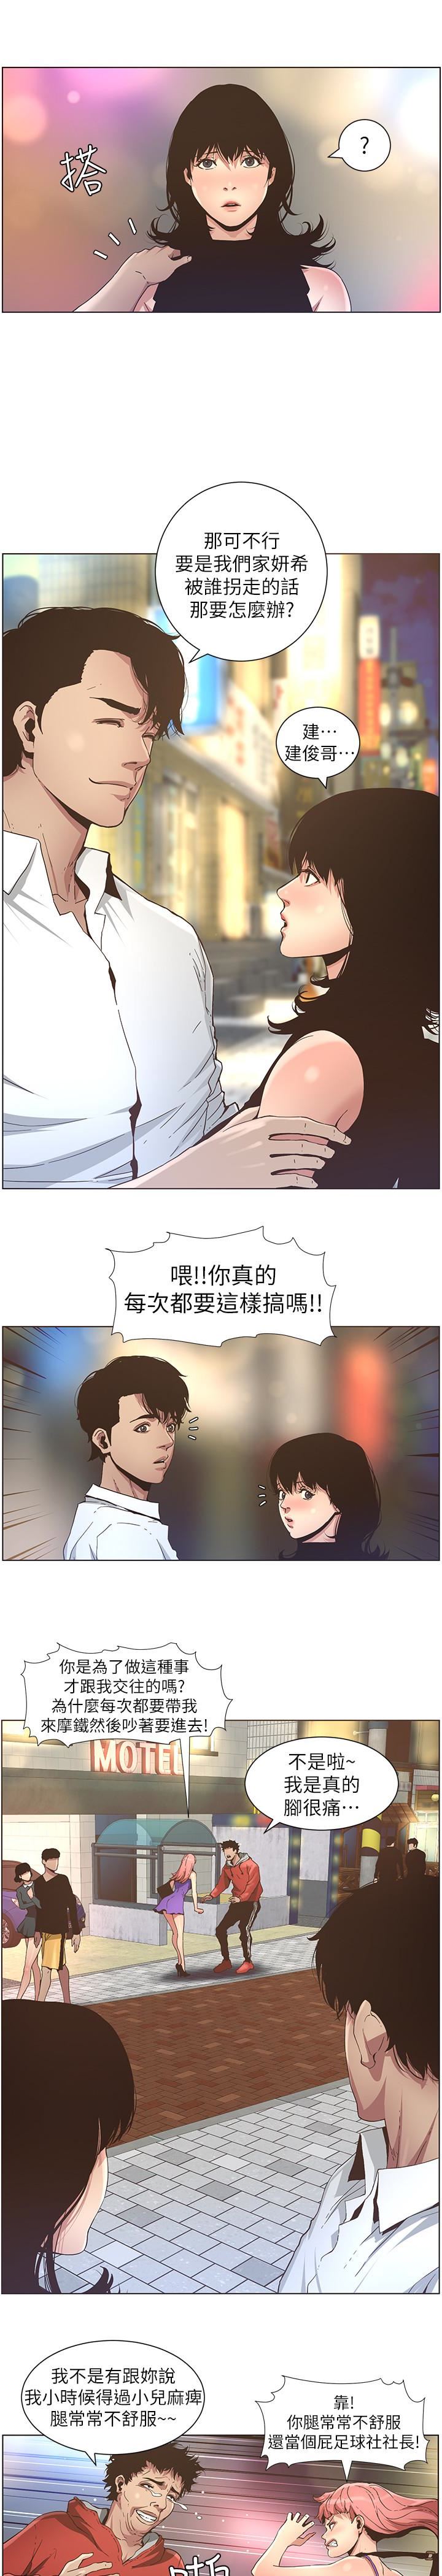 搭
?
那可不行
要是我們家妍希
被誰拐走的話
那要怎麼辦?
建…
建俊哥…
喂!!你真的
每次都要這樣搞嗎!!
你是為了做這種事
才跟我交往的嗎?
為什麼每次都要帶我
來摩鐵然後吵著要進去!
MOTEL
不是啦~
我是真的
腳很痛…
我不是有跟妳說
我小時候得過小兒麻痺
腿常常不舒服~~
靠!
你腿常常不舒服
還當個屁足球社社長!